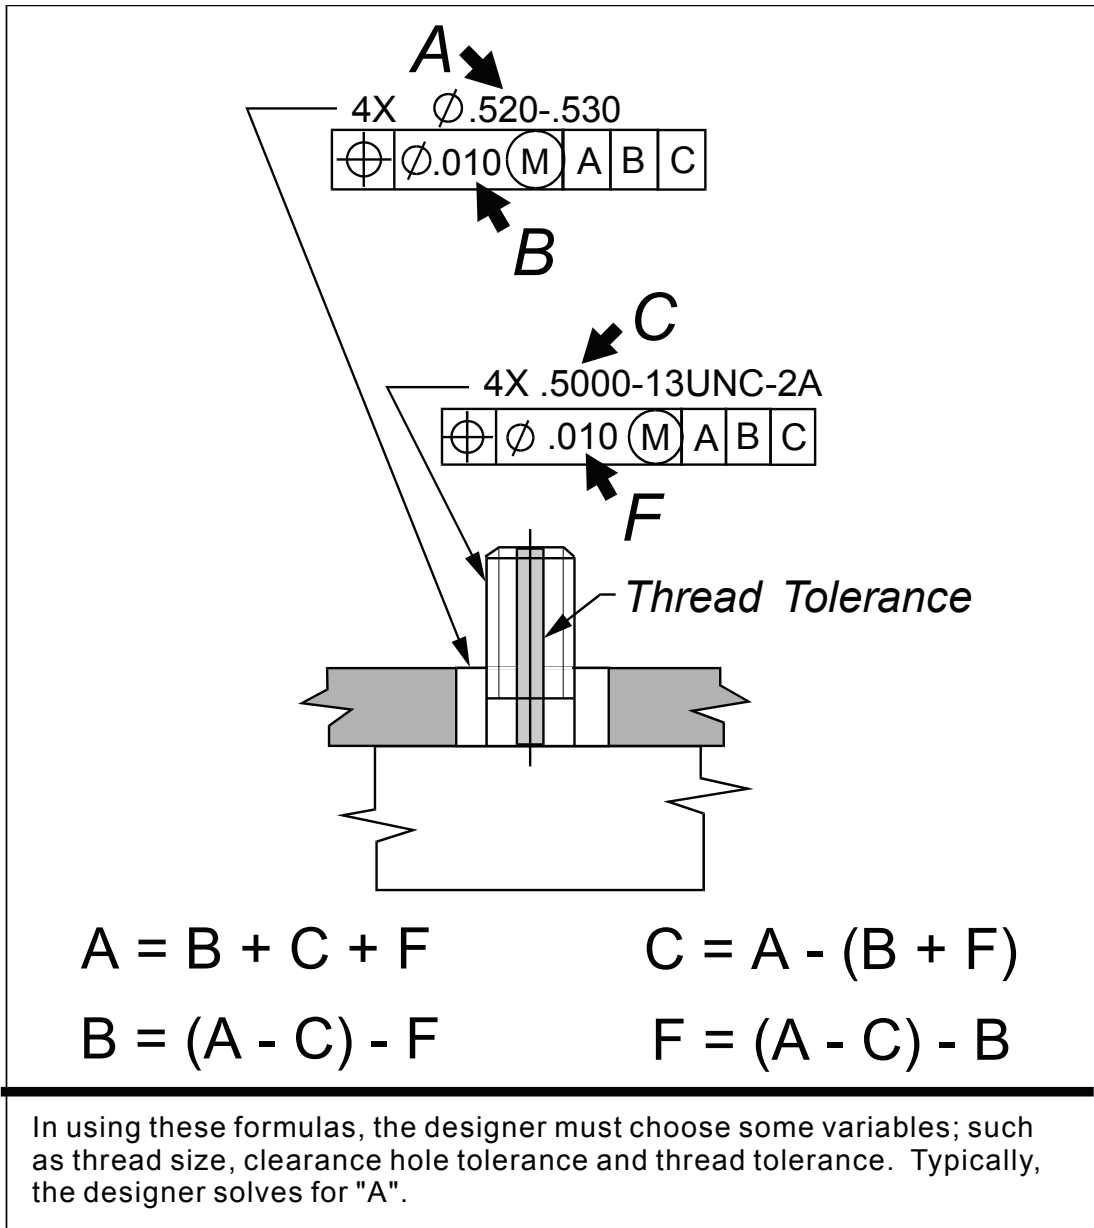 A
4X ∅.520-.530
⌖ ∅.010 Ⓜ A B C
B
C
4X .5000-13UNC-2A
⌖ ∅ .010 Ⓜ A B C
F
Thread Tolerance
A = B + C + F
C = A - (B + F)
B = (A - C) - F
F = (A - C) - B
In using these formulas, the designer must choose some variables; such
as thread size, clearance hole tolerance and thread tolerance. Typically,
the designer solves for "A".